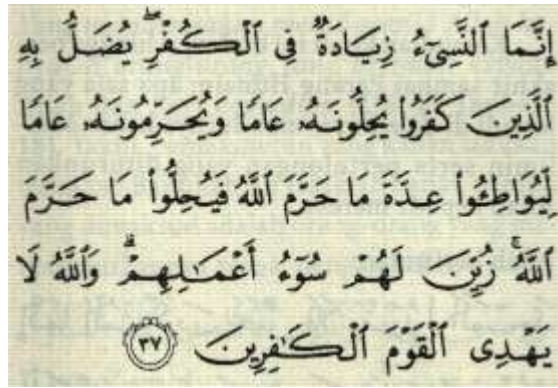 إِنَّمَا ٱلنَّسِىٓءُ زِيَادَةٌ فِى ٱلْكُفْرِ ۖ يُضَلُّ بِهِ
ٱلَّذِينَ كَفَرُوا۟ يُحِلُّونَهُۥ عَامًا وَيُحَرِّمُونَهُۥ عَامًا
لِّيُوَاطِـُٔوا۟ عِدَّةَ مَا حَرَّمَ ٱللَّهُ فَيُحِلُّوا۟ مَا حَرَّمَ
ٱللَّهُ ۚ زُيِّنَ لَهُمْ سُوٓءُ أَعْمَـٰلِهِمْ ۗ وَٱللَّهُ لَا
يَهْدِى ٱلْقَوْمَ ٱلْكَـٰفِرِينَ ٣٧